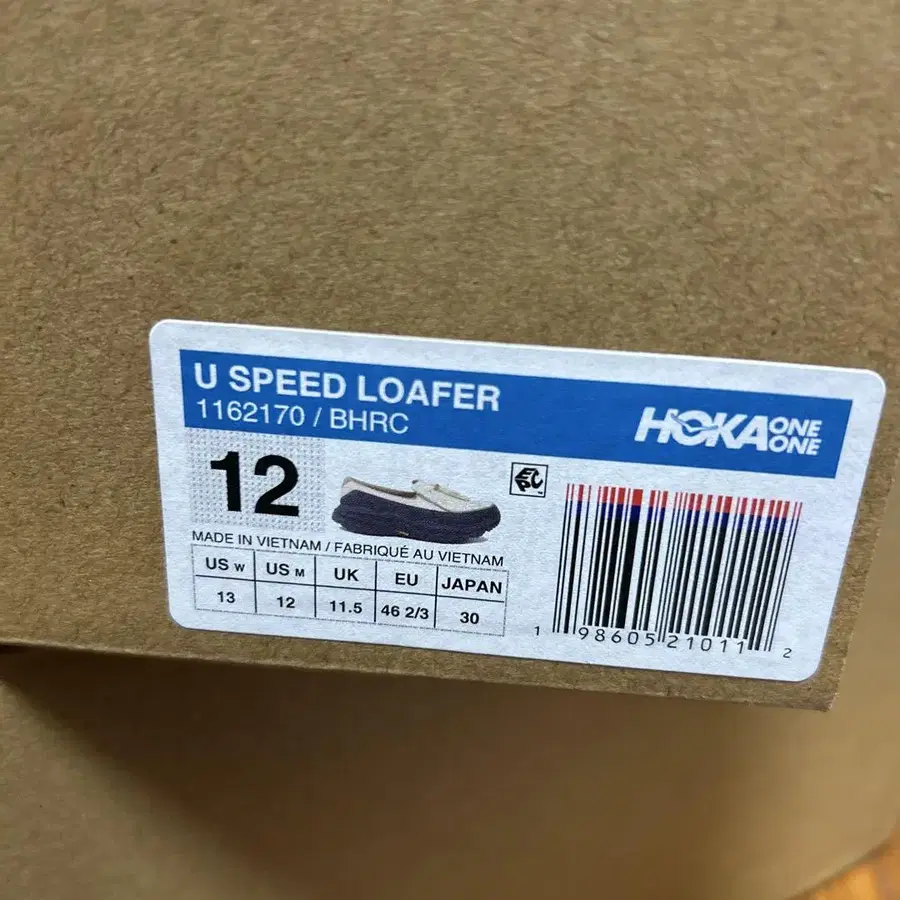 U SPEED LOAFER
1162170 / BHRC
HOKA ONE ONE
12
EPC
MADE IN VIETNAM / FABRIQUÉ AU VIETNAM
US W US M UK EU JAPAN
13 12 11.5 46 2/3 30
1 98605 21011 2